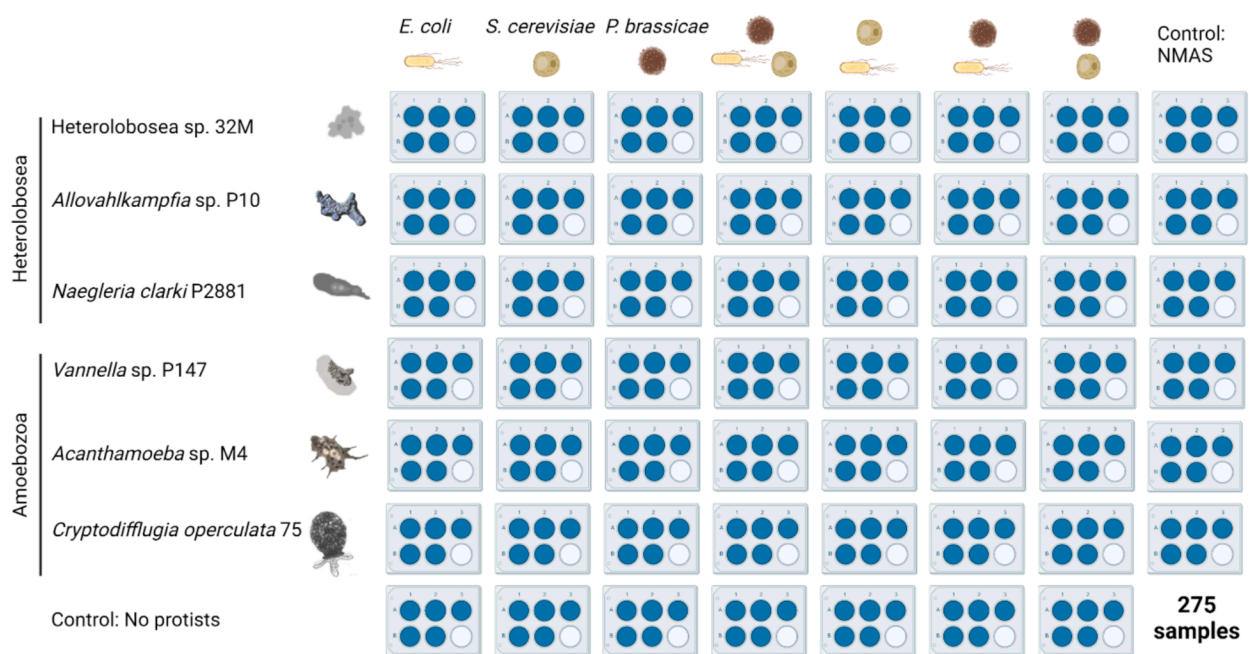 E. coli S. cerevisiae P. brassicae
Control:
NMAS
Heterolobosea
Heterolobosea sp. 32M
Allovahlkampfia sp. P10
Naegleria clarki P2881
Amoebozoa
Vannella sp. P147
Acanthamoeba sp. M4
Cryptodifflugia operculata 75
Control: No protists
275
samples